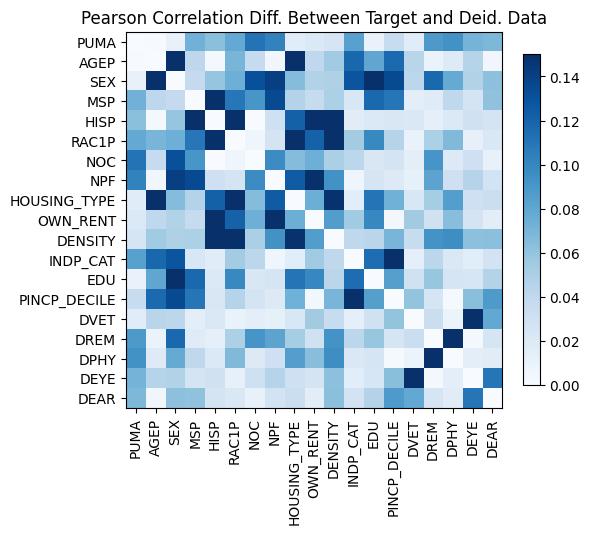 Pearson Correlation Diff. Between Target and Deid. Data
PUMA
AGEP
SEX
MSP
HISP
RAC1P
NOC
NPF
HOUSING_TYPE
OWN_RENT
DENSITY
INDP_CAT
EDU
PINCP_DECILE
DVET
DREM
DPHY
DEYE
DEAR
PUMA
AGEP
SEX
MSP
HISP
RAC1P
NOC
NPF
HOUSING_TYPE
OWN_RENT
DENSITY
INDP_CAT
EDU
PINCP_DECILE
DVET
DREM
DPHY
DEYE
DEAR
0.14
0.12
0.10
0.08
0.06
0.04
0.02
0.00